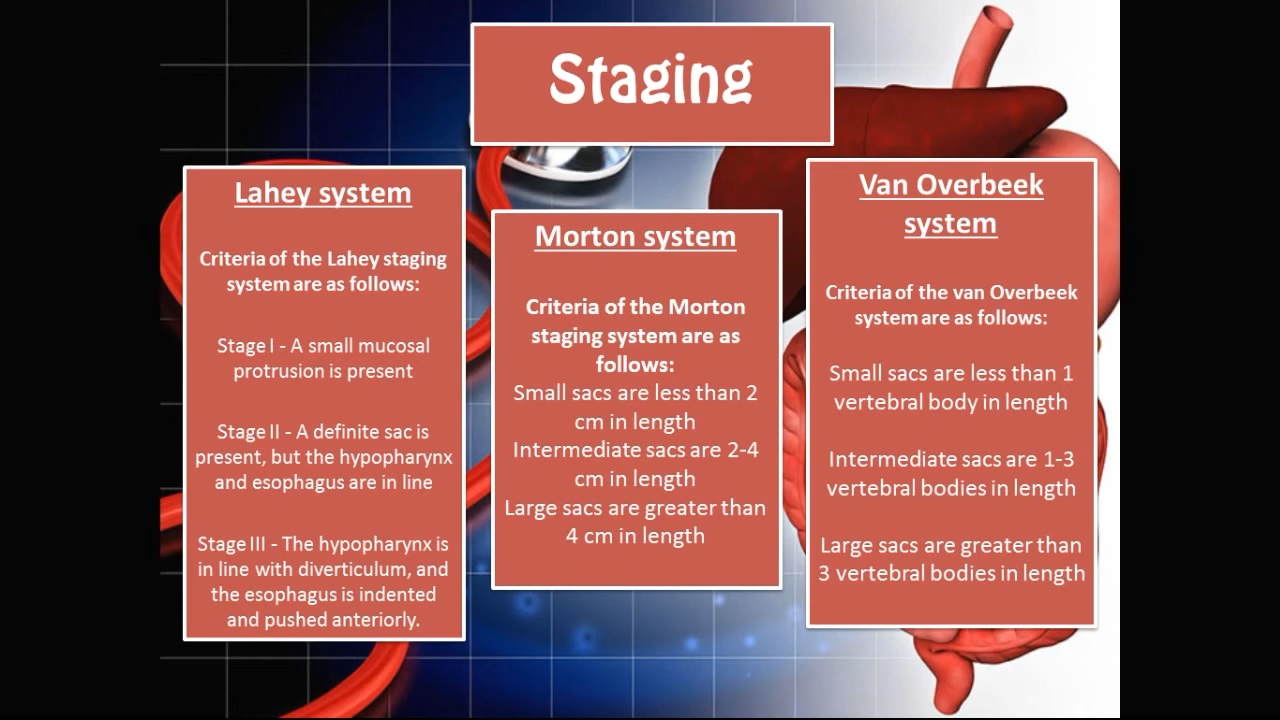 Staging
Lahey system
Criteria of the Lahey staging
system are as follows:
Stage I - A small mucosal
protrusion is present
Stage II - A definite sac is
present, but the hypopharynx
and esophagus are in line
Stage III - The hypopharynx is
in line with diverticulum, and
the esophagus is indented
and pushed anteriorly.
Morton system
Criteria of the Morton
staging system are as
follows:
Small sacs are less than 2
cm in length
Intermediate sacs are 2-4
cm in length
Large sacs are greater than
4 cm in length
Van Overbeek
system
Criteria of the van Overbeek
system are as follows:
Small sacs are less than 1
vertebral body in length
Intermediate sacs are 1-3
vertebral bodies in length
Large sacs are greater than
3 vertebral bodies in length